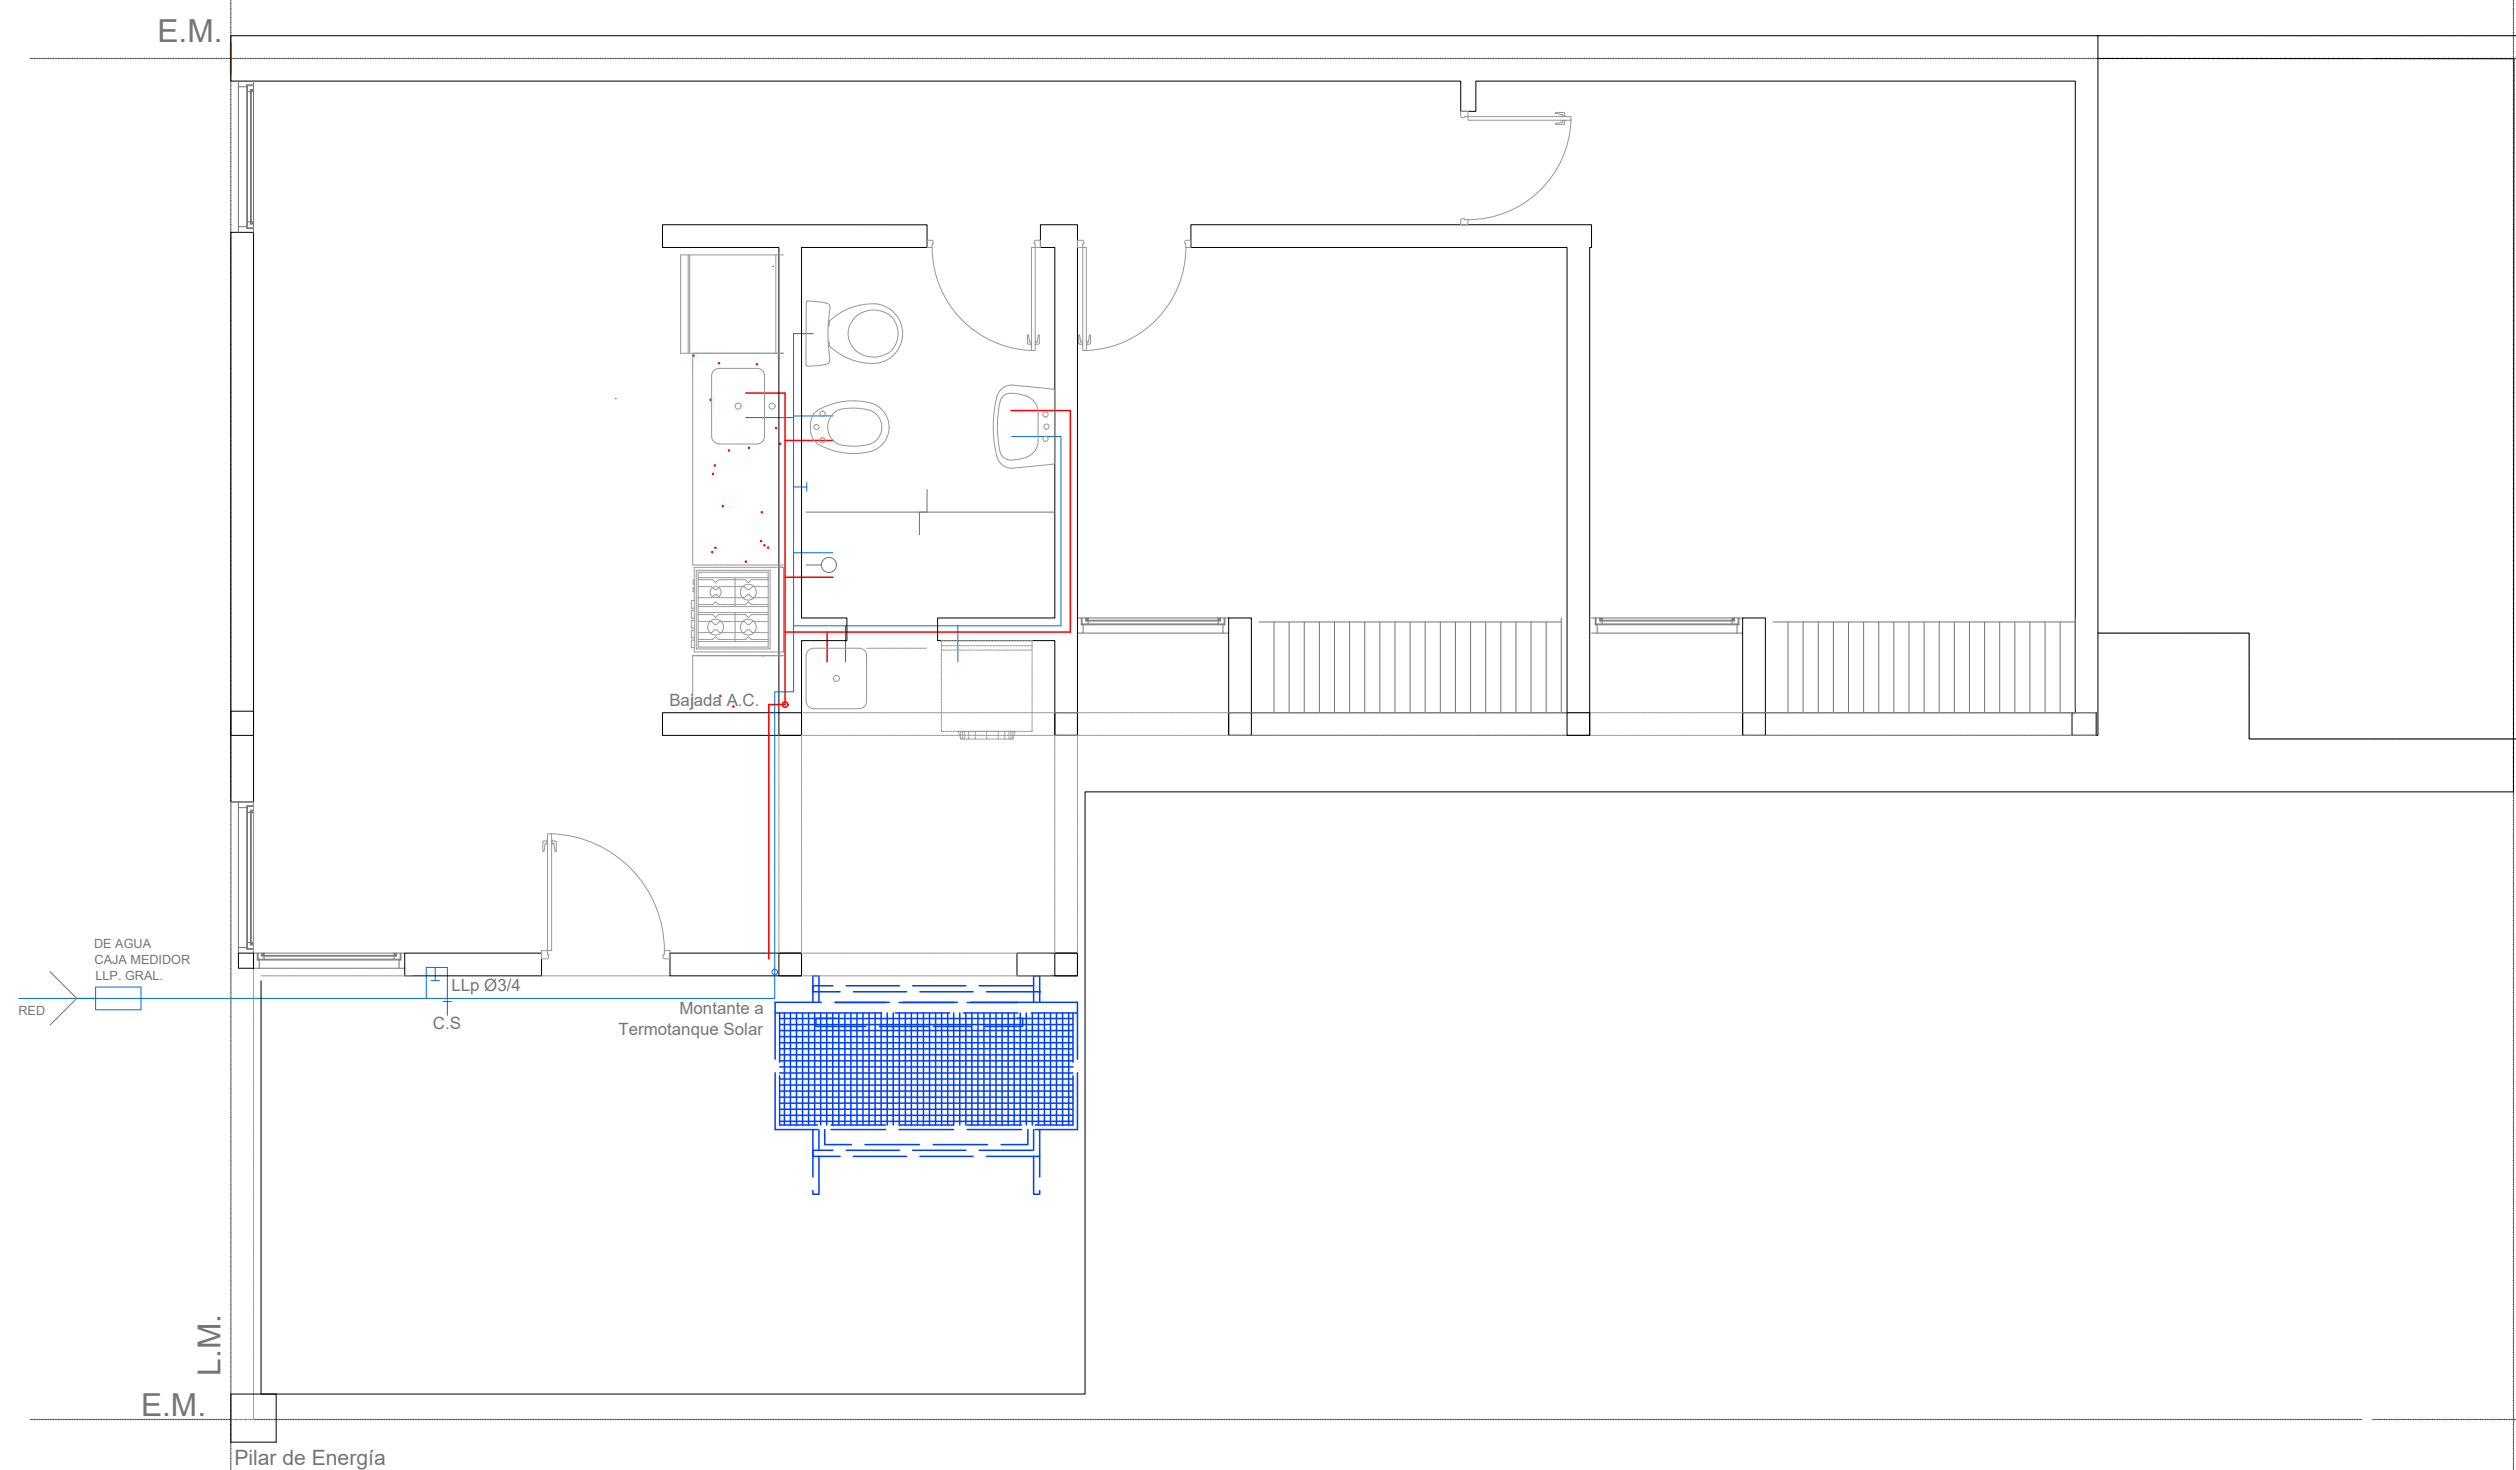 E.M.
Bajada A.C.
DE AGUA
CAJA MEDIDOR
LLP. GRAL.
RED
LLp Ø3/4
C.S
Montante a
Termotanque Solar
L.M.
E.M.
Pilar de Energía